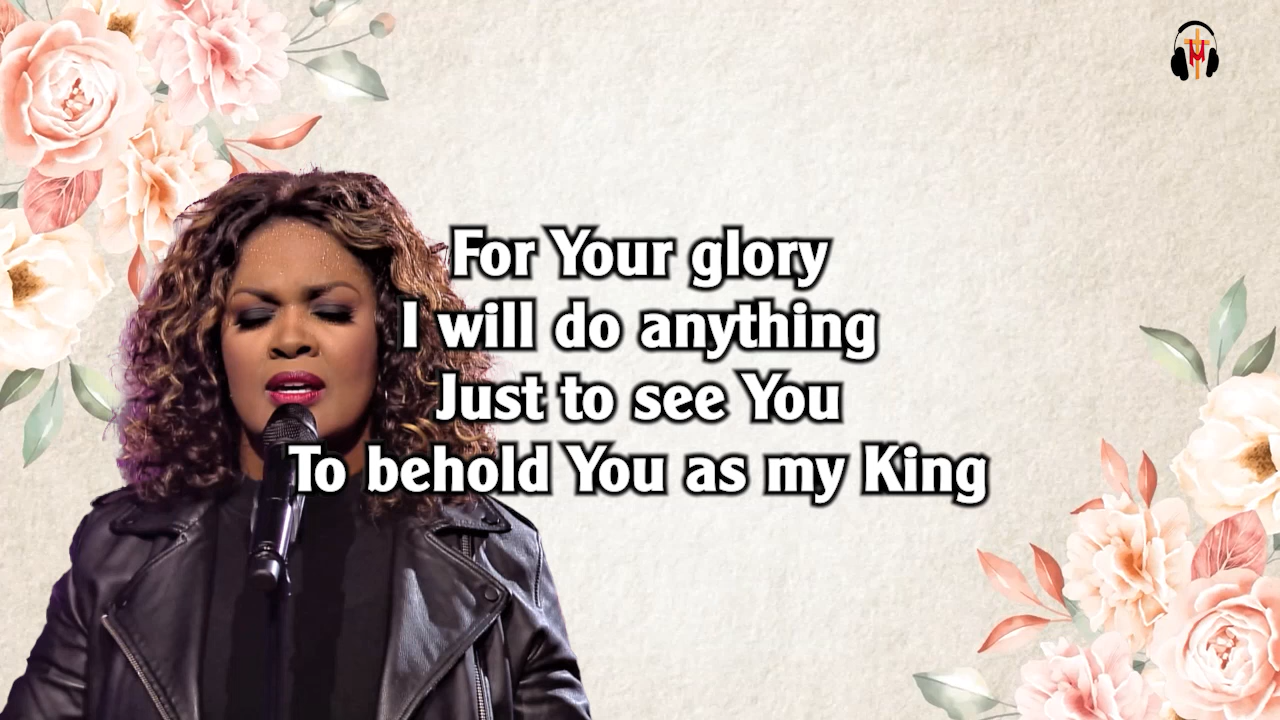 For Your glory
I will do anything
Just to see You
To behold You as my King